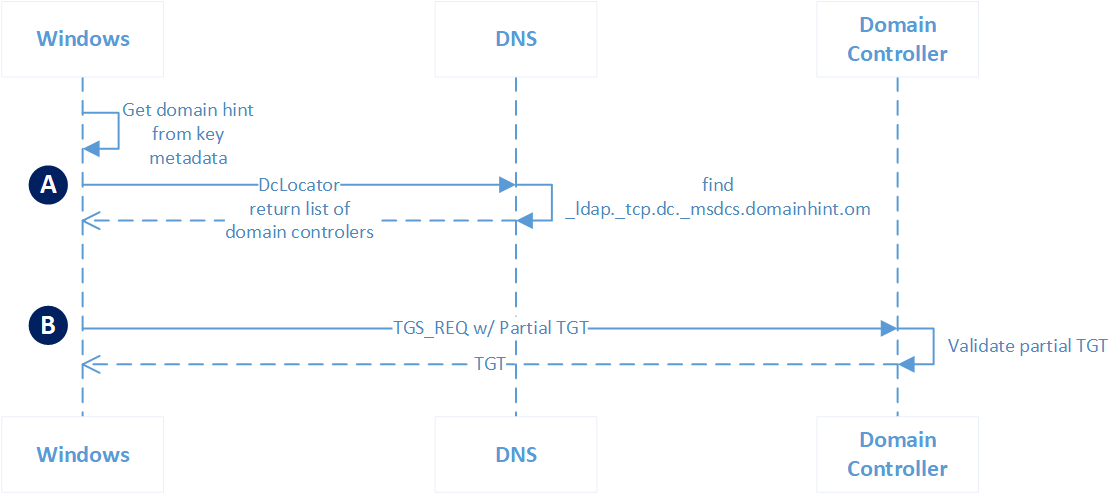 Windows
DNS
Domain
Controller
Get domain hint
from key
metadata
A
DcLocator
find
_ldap._tcp.dc._msdcs.domainhint.om
return list of
domain controlers
B
TGS_REQ w/ Partial TGT
Validate partial TGT
TGT
Windows
DNS
Domain
Controller